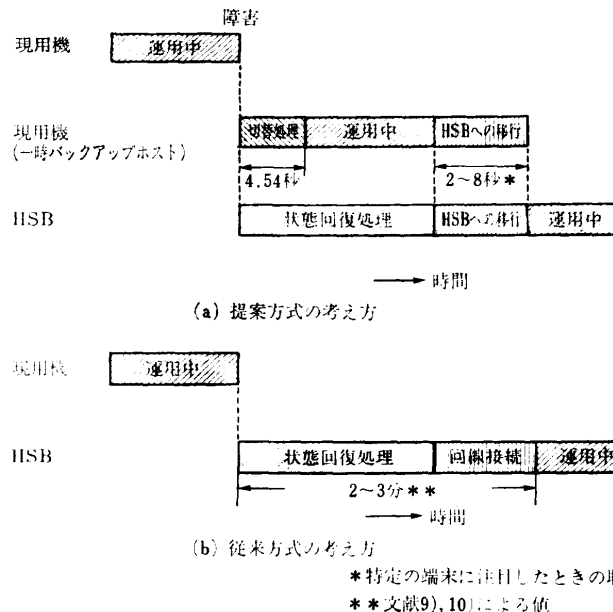 障害
現用機 運用中
現用機 切替処理 運用中 HSBへの移行
(一時バックアップホスト)
4.54秒 2~8秒*
HSB 状態回復処理 HSBへの移行 運用中
→ 時間
(a) 提案方式の考え方
現用機 運用中
HSB 状態回復処理 回線接続 運用中
2~3分**
→ 時間
(b) 従来方式の考え方
*特定の端末に注目したときの
**文献9),10)による値